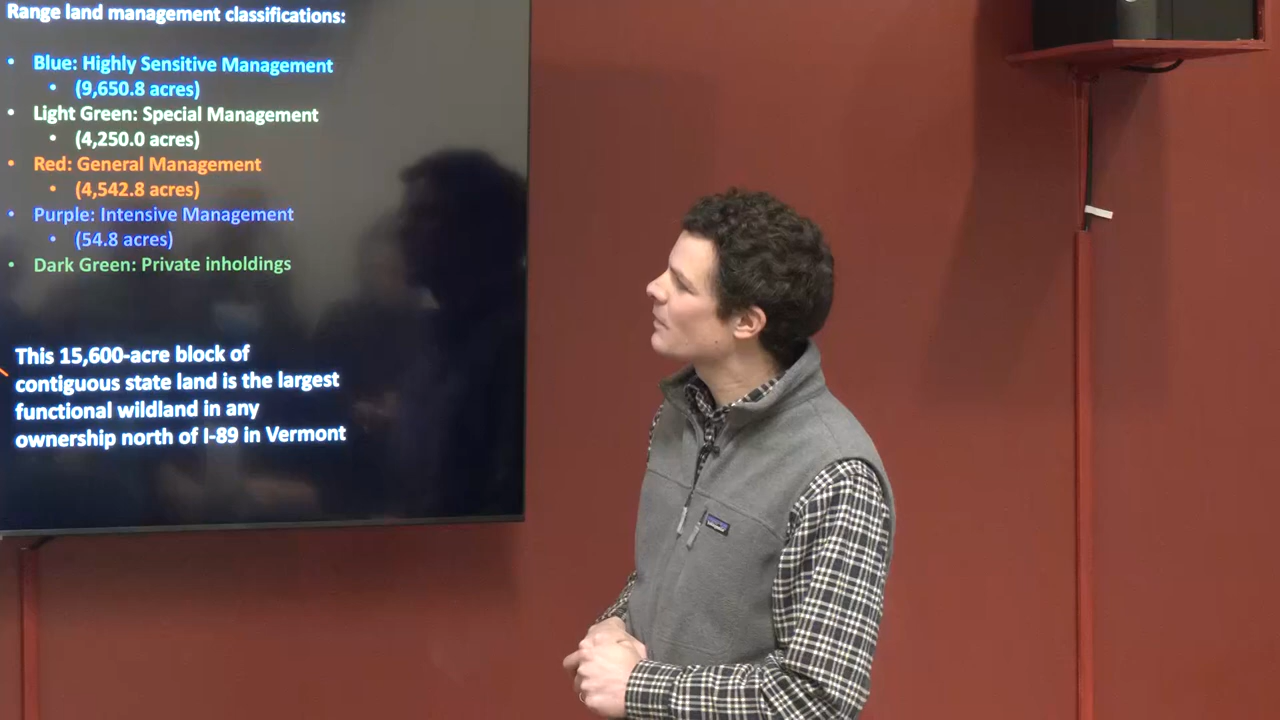 Range land management classifications:
• Blue: Highly Sensitive Management
• (9,650.8 acres)
• Light Green: Special Management
• (4,250.0 acres)
• Red: General Management
• (4,542.8 acres)
• Purple: Intensive Management
• (54.8 acres)
• Dark Green: Private inholdings
This 15,600-acre block of
contiguous state land is the largest
functional wildland in any
ownership north of I-89 in Vermont